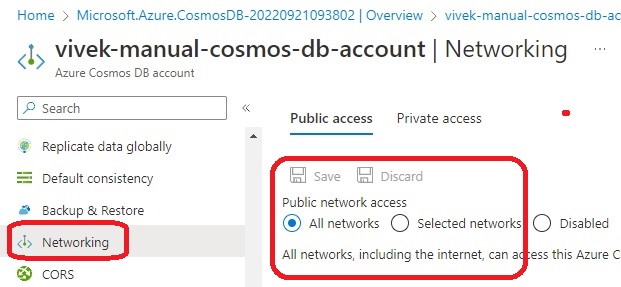 Home > Microsoft.Azure.CosmosDB-20220921093802 | Overview > vivek-manual-cosmos-db-ac
vivek-manual-cosmos-db-account | Networking ...
Azure Cosmos DB account
Search «
Replicate data globally
Default consistency
Backup & Restore
Networking
CORS
Public access Private access
Save Discard
Public network access
All networks Selected networks Disabled
All networks, including the internet, can access this Azure C